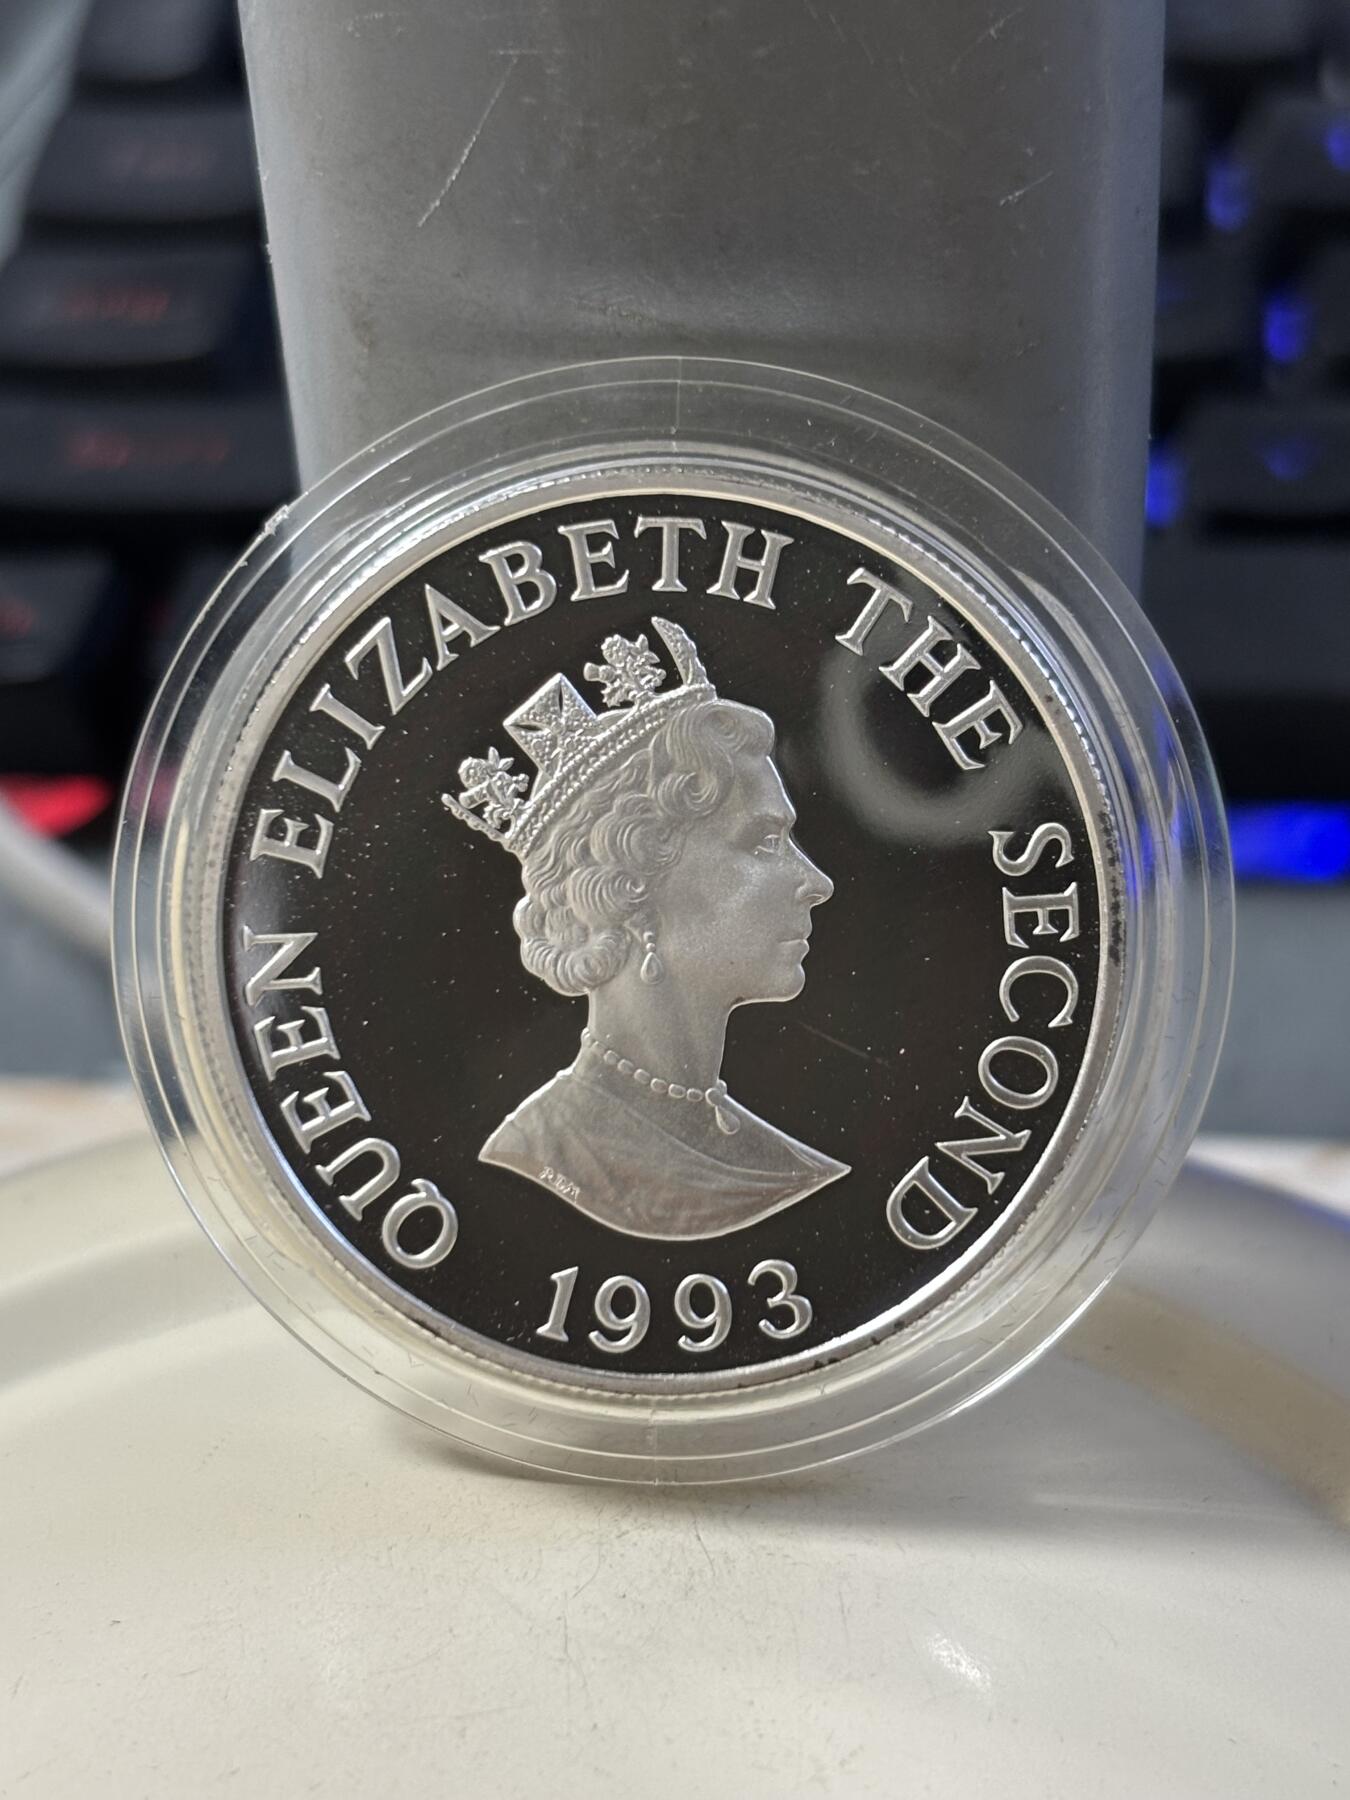 QUEEN ELIZABETH THE SECOND
RDM
1993